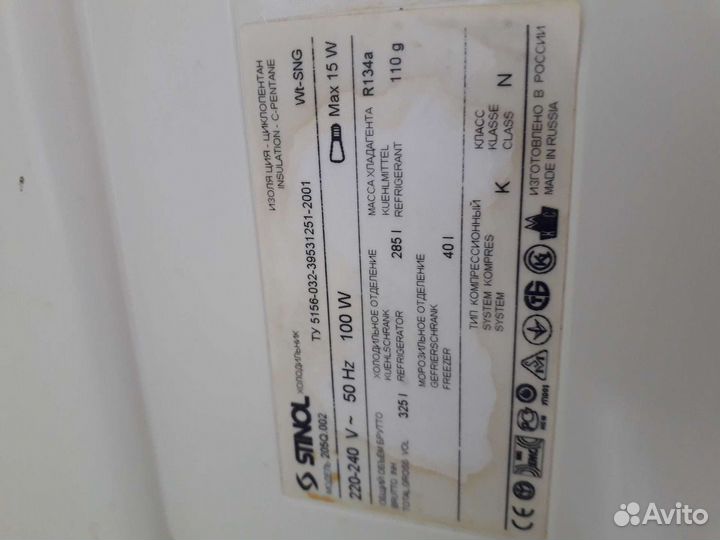 STINOL ХОЛОДИЛЬНИК
МОДЕЛЬ 205Q.002
ИЗОЛЯЦИЯ - ЦИКЛОПЕНТАН
INSULATION - C-PENTANE
ТУ 5156-032-39531251-2001
Wt-SNG
220-240 V ~ 50 Hz 100 W Max 15 W
ОБЩИЙ ОБЪЕМ БРУТТО
BRUTTO INH
TOTAL GROSS VOL
325 l
ХОЛОДИЛЬНОЕ ОТДЕЛЕНИЕ
KUEHLSCHRANK
REFRIGERATOR
285 l
МАССА ХЛАДАГЕНТА
KUEHLMITTEL
REFRIGERANT
R134a
110 g
МОРОЗИЛЬНОЕ ОТДЕЛЕНИЕ
GEFRIERSCHRANK
FREEZER
40 l
ТИП КОМПРЕССИОННЫЙ
SYSTEM KOMPRES
SYSTEM
K
КЛАСС
KLASSE
CLASS
N
ИЗГОТОВЛЕНО В РОССИИ
MADE IN RUSSIA
CE
Avito